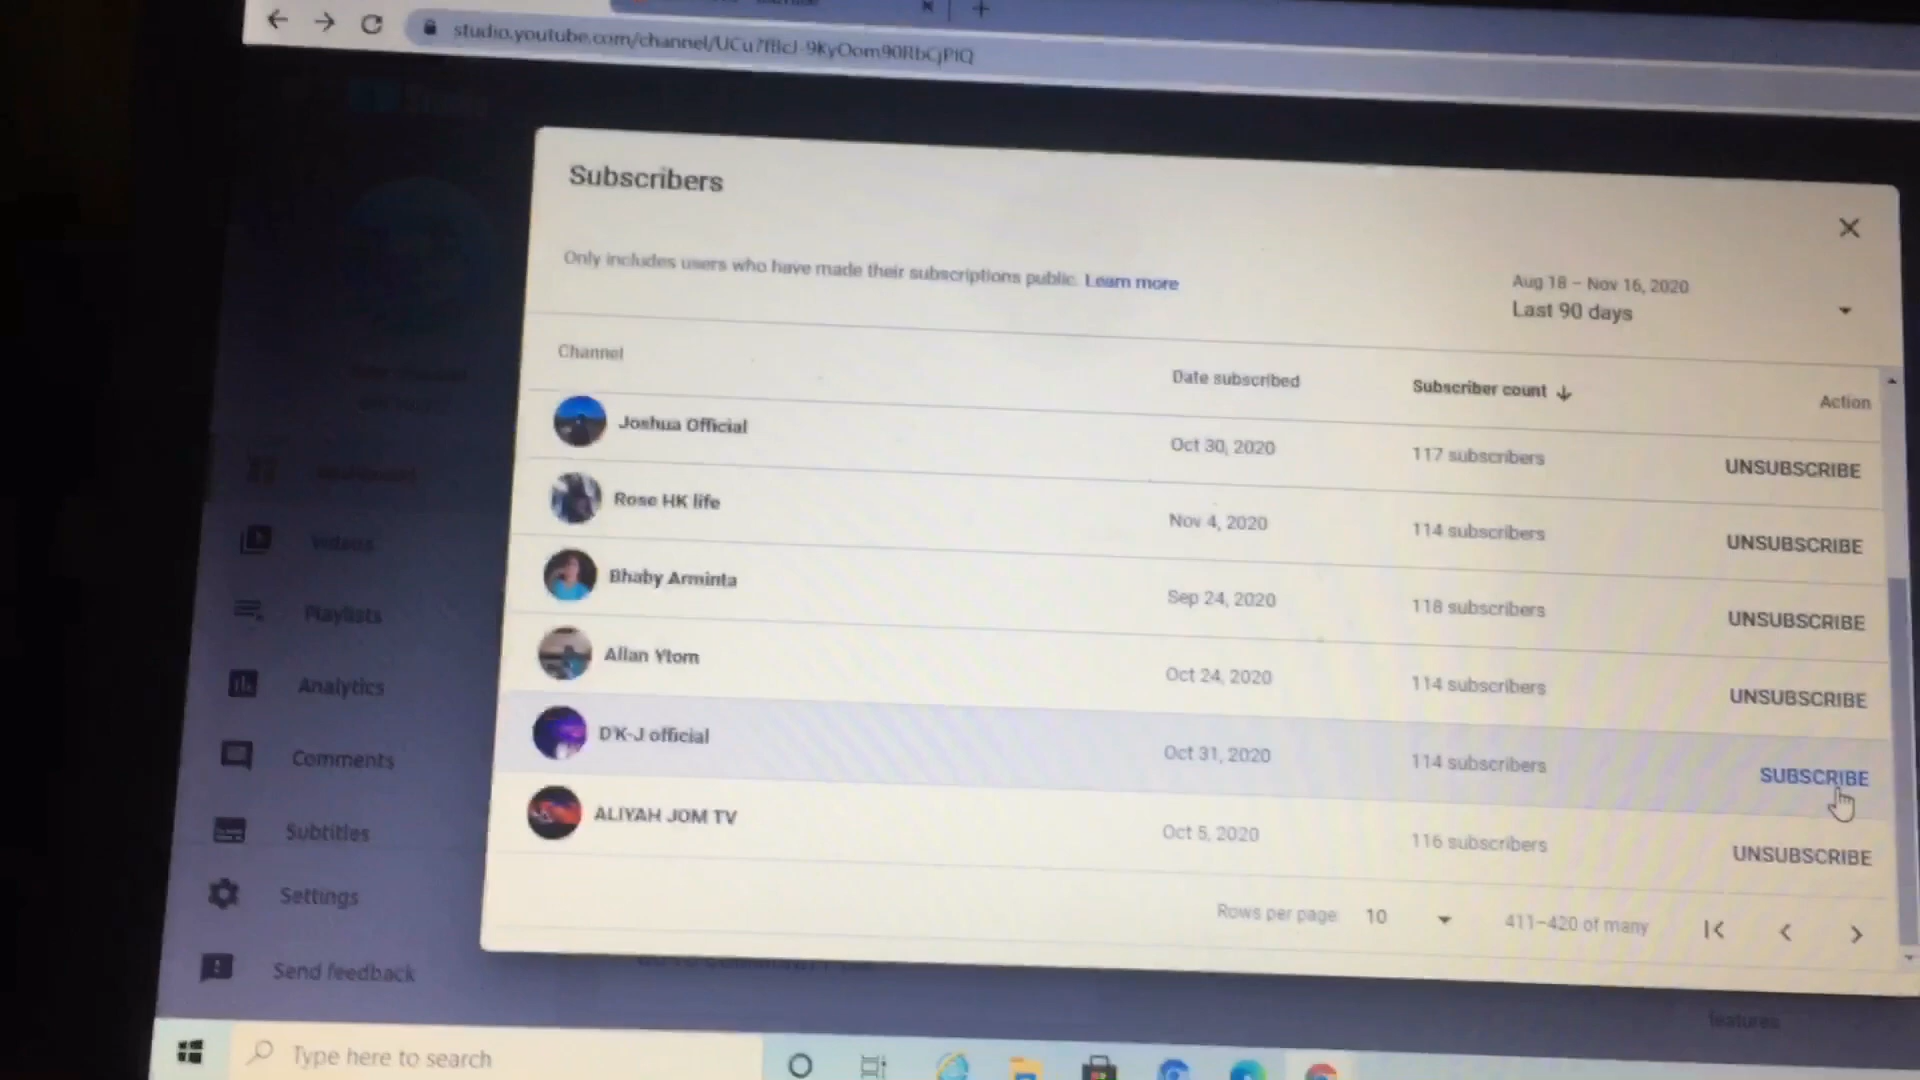 Subscribers
Only includes users who have made their subscriptions public. Learn more
Aug 18 – Nov 16, 2020
Last 90 days
Channel Date subscribed Subscriber count Action
Joshua Official Oct 30, 2020 117 subscribers UNSUBSCRIBE
Rose HK life Nov 4, 2020 114 subscribers UNSUBSCRIBE
Bhaby Arminta Sep 24, 2020 118 subscribers UNSUBSCRIBE
Allan Ytom Oct 24, 2020 114 subscribers UNSUBSCRIBE
D'K-J official Oct 31, 2020 114 subscribers SUBSCRIBE
ALIYAH JOM TV Oct 5, 2020 116 subscribers UNSUBSCRIBE
Rows per page: 10 411–420 of many
Dashboard
Videos
Playlists
Analytics
Comments
Subtitles
Settings
Send feedback
features
Type here to search